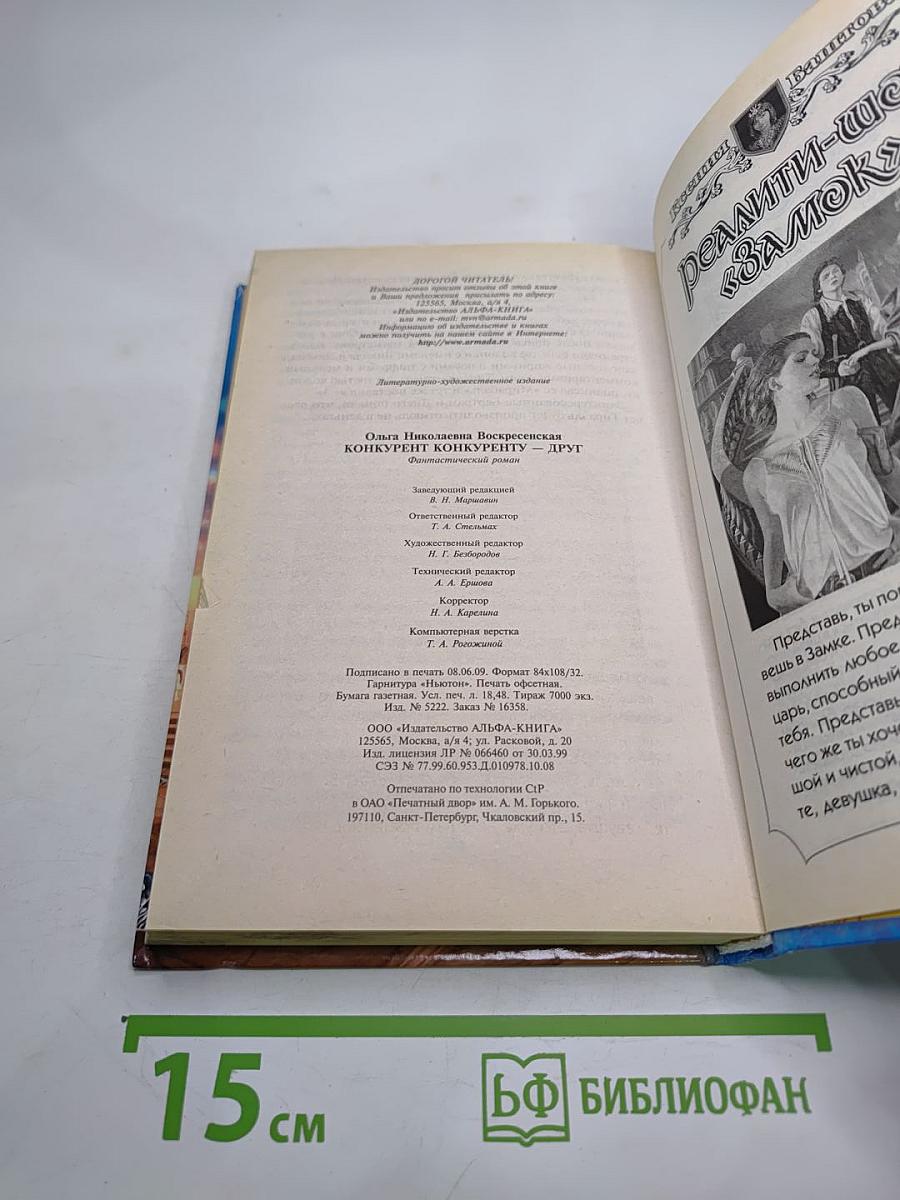 ДОРОГОЙ ЧИТАТЕЛЬ!
Издательство просит отзывы об этой книге
и Ваши предложения присылать по адресу:
125565, Москва, а/я 4,
«Издательство АЛЬФА-КНИГА»
или по e-mail: mvn@armada.ru
Информацию об издательстве и книгах
можно получить на нашем сайте в Интернете:
http://www.armada.ru
Литературно-художественное издание
Ольга Николаевна Воскресенская
КОНКУРЕНТ КОНКУРЕНТУ — ДРУГ
Фантастический роман
Заведующий редакцией
В. Н. Маршавин
Ответственный редактор
Т. А. Стельмах
Художественный редактор
Н. Г. Безбородов
Технический редактор
А. А. Ершова
Корректор
Н. А. Карелина
Компьютерная верстка
Т. А. Рогожиной
Подписано в печать 08.06.09. Формат 84х108/32.
Гарнитура «Ньютон». Печать офсетная.
Бумага газетная. Усл. печ. л. 18,48. Тираж 7000 экз.
Изд. № 5222. Заказ № 16358.
ООО «Издательство АЛЬФА-КНИГА»
125565, Москва, а/я 4; ул. Расковой, д. 20
Изд. лицензия ЛР № 066460 от 30.03.99
СЭЗ № 77.99.60.953.Д.010978.10.08
Отпечатано по технологии CtP
в ОАО «Печатный двор» им. А. М. Горького.
197110, Санкт-Петербург, Чкаловский пр., 15.
Ксения
РЕАЛИТИ-ШО
«ЗАМОК»
Представь, ты
вешь в Замке.
выполнить любое
царь, способный
тебя. Представь
чего же ты хоче
шой и чистой,
те, девушка,
15 см
БФ БИБЛИОФАН